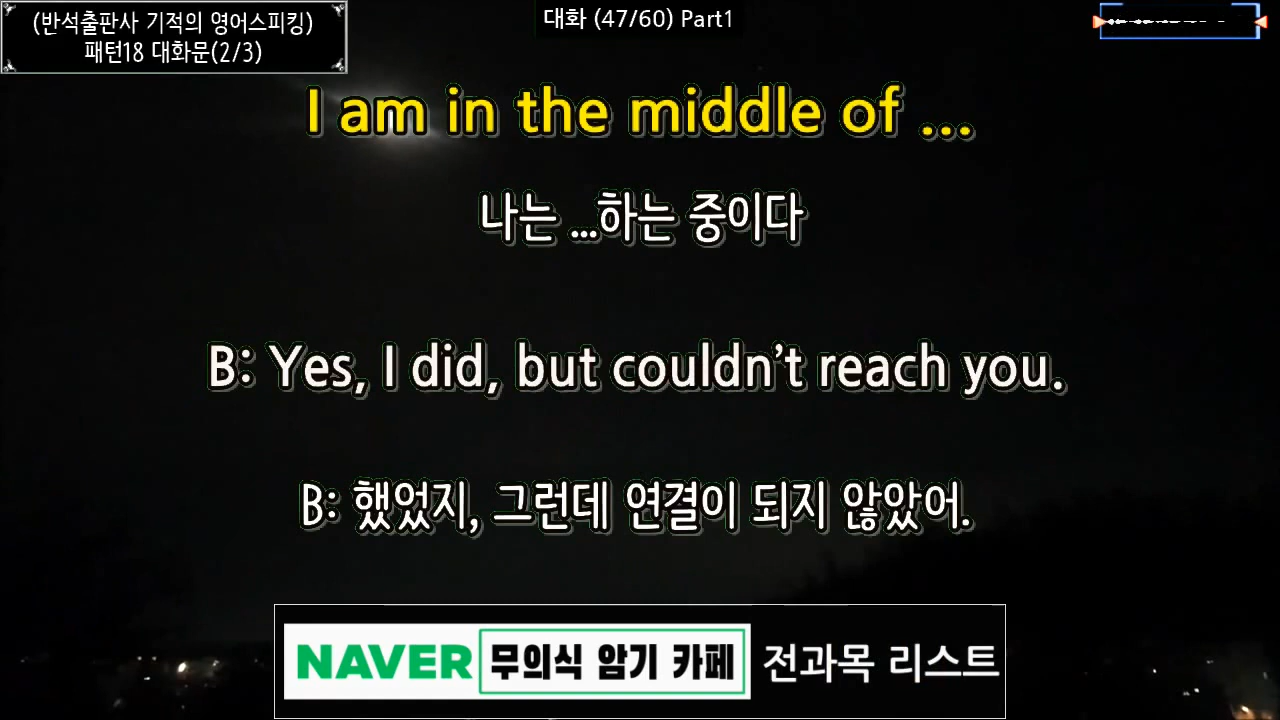 (반석출판사 기적의 영어스피킹)
패턴18 대화문(2/3)
대화 (47/60) Part1
I am in the middle of ...
나는 ...하는 중이다
B: Yes, I did, but couldn’t reach you.
B: 했었지, 그런데 연결이 되지 않았어.
NAVER 무의식 암기 카페 전과목 리스트